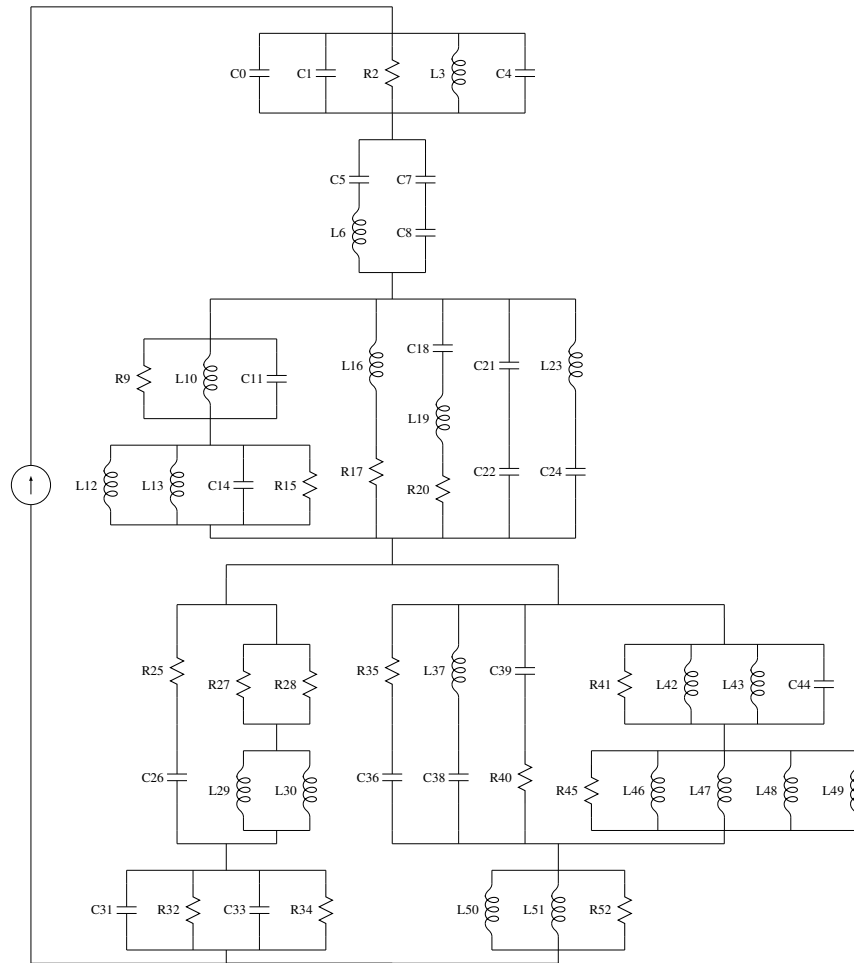 C0 C1 R2 L3 C4
C5 C7
L6 C8
R9 L10 C11 L16 C18 C21 L23
L19
L12 L13 C14 R15 R17 R20 C22 C24
R25 R27 R28 R35 L37 C39 R41 L42 L43 C44
C26 L29 L30 C36 C38 R40 R45 L46 L47 L48 L49
C31 R32 C33 R34 L50 L51 R52